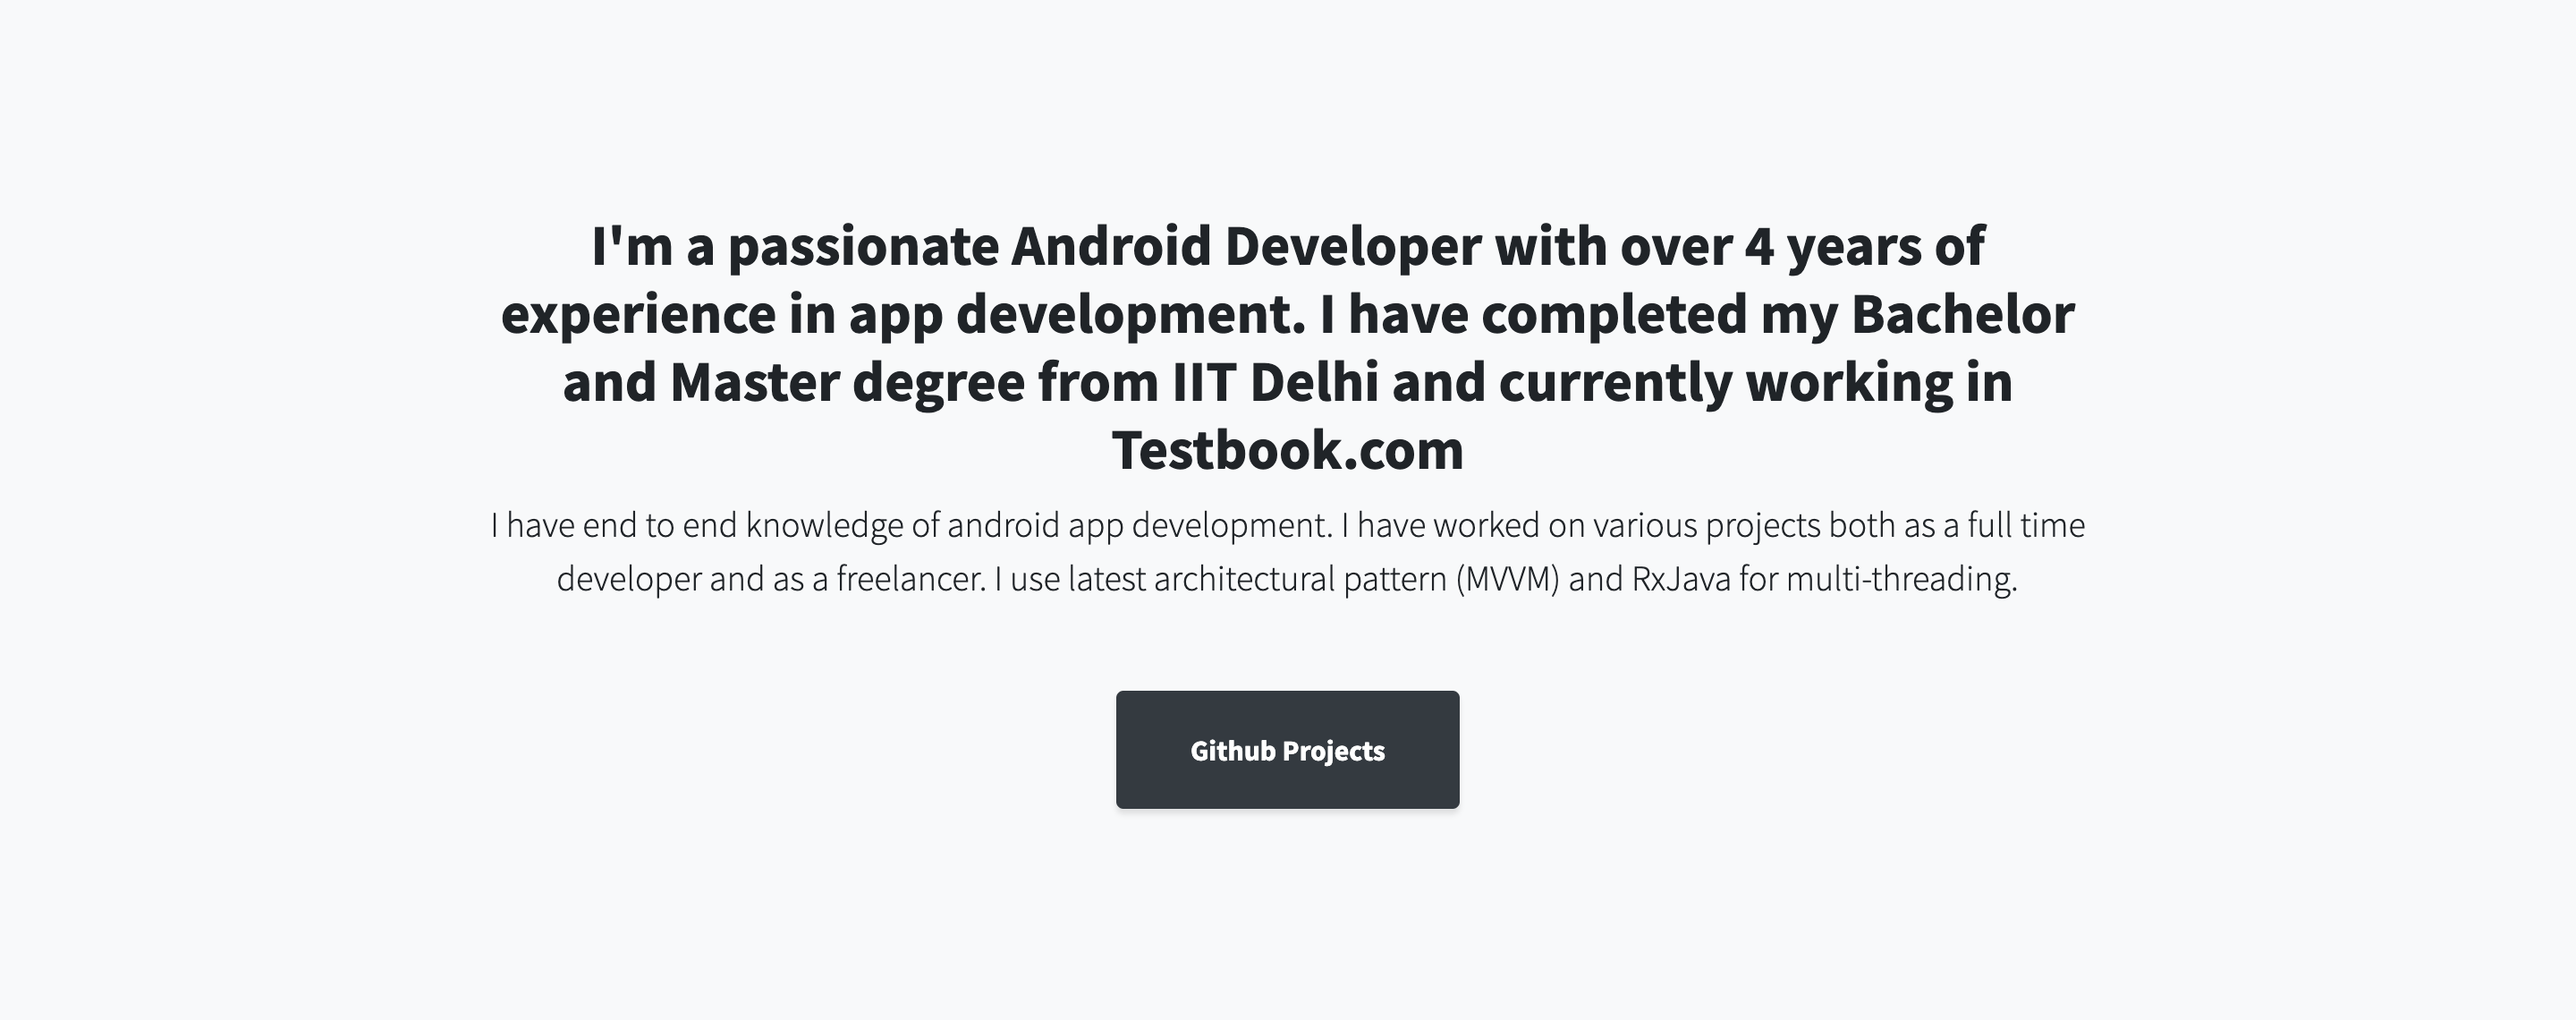 I'm a passionate Android Developer with over 4 years of
experience in app development. I have completed my Bachelor
and Master degree from IIT Delhi and currently working in
Testbook.com
I have end to end knowledge of android app development. I have worked on various projects both as a full time
developer and as a freelancer. I use latest architectural pattern (MVVM) and RxJava for multi-threading.
Github Projects